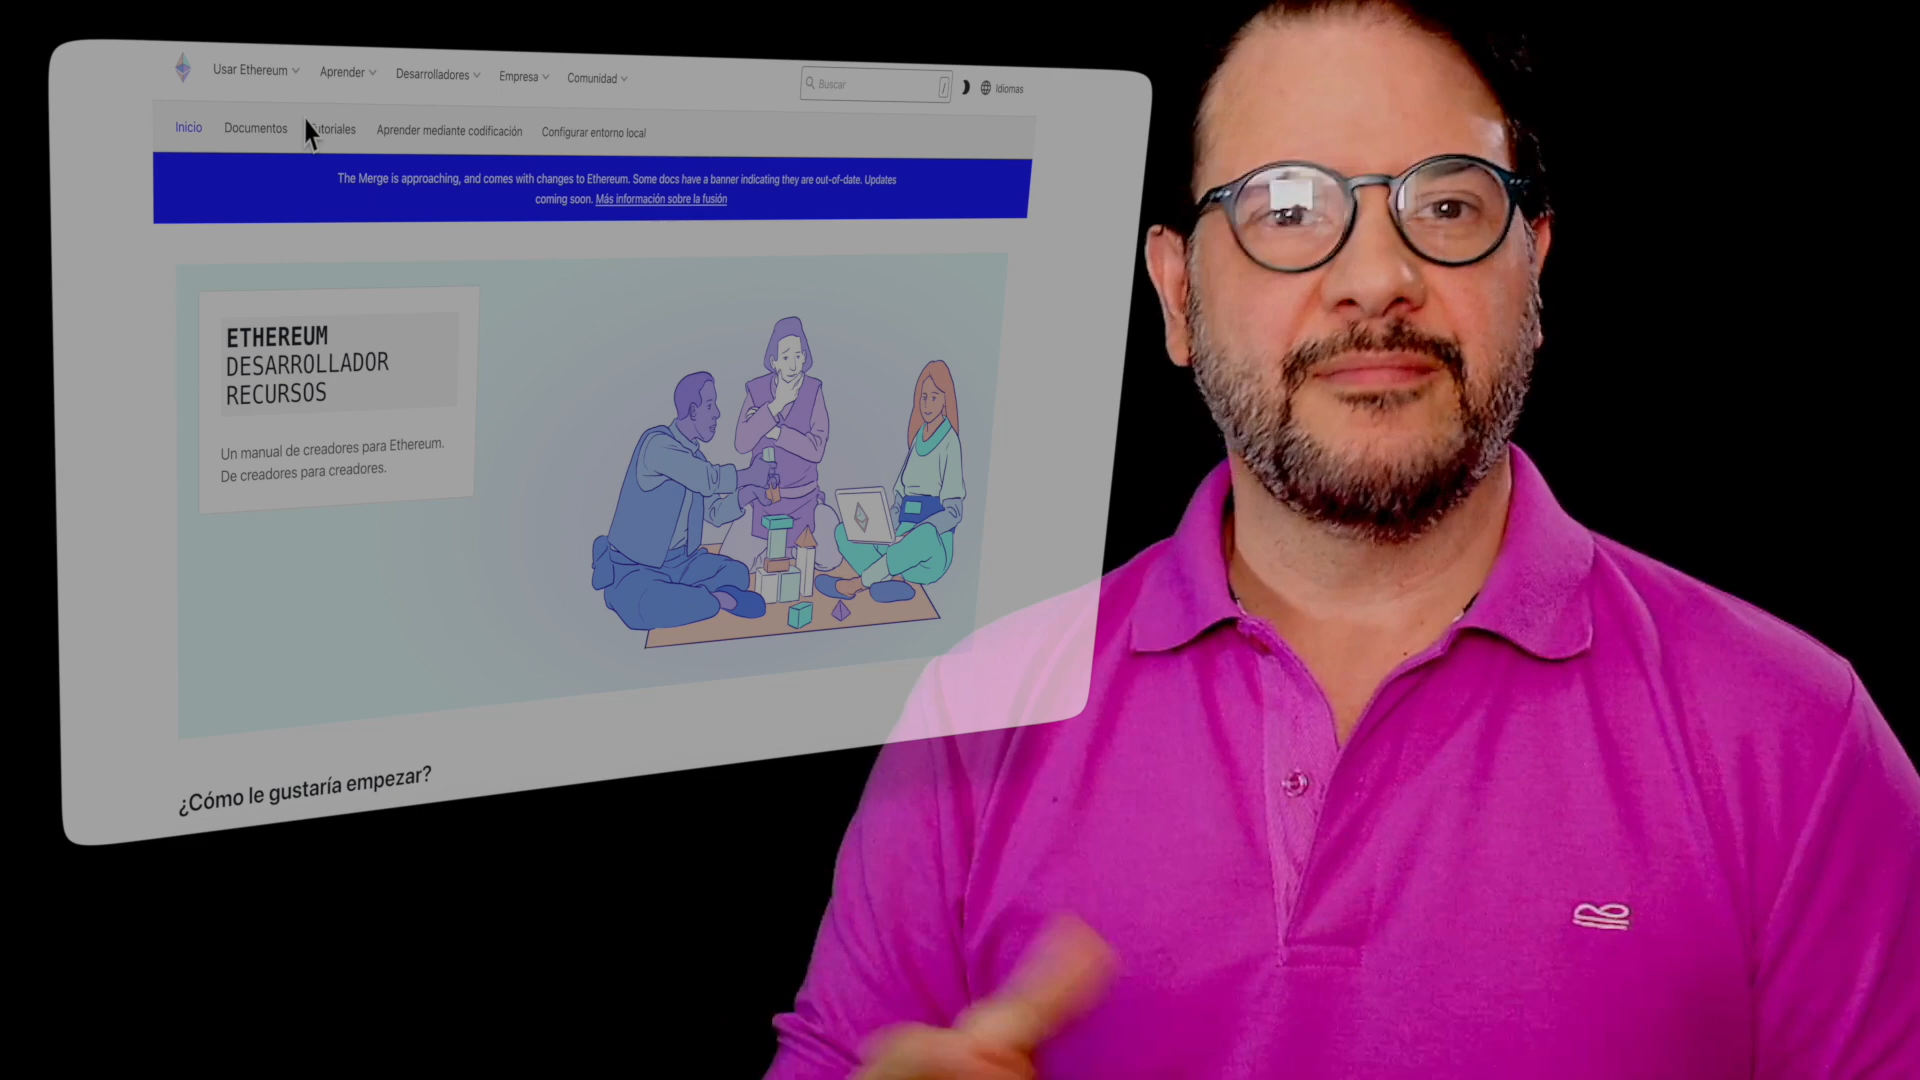 Usar Ethereum Aprender Desarrolladores Empresa Comunidad Buscar / Idiomas
Inicio Documentos Aprender mediante codificación Configurar entorno local
The Merge is approaching, and comes with changes to Ethereum. Some docs have a banner indicating they are out-of-date. Updates
coming soon. Más información sobre la fusión
ETHEREUM
DESARROLLADOR
RECURSOS
Un manual de creadores para Ethereum.
De creadores para creadores.
¿Cómo le gustaría empezar?